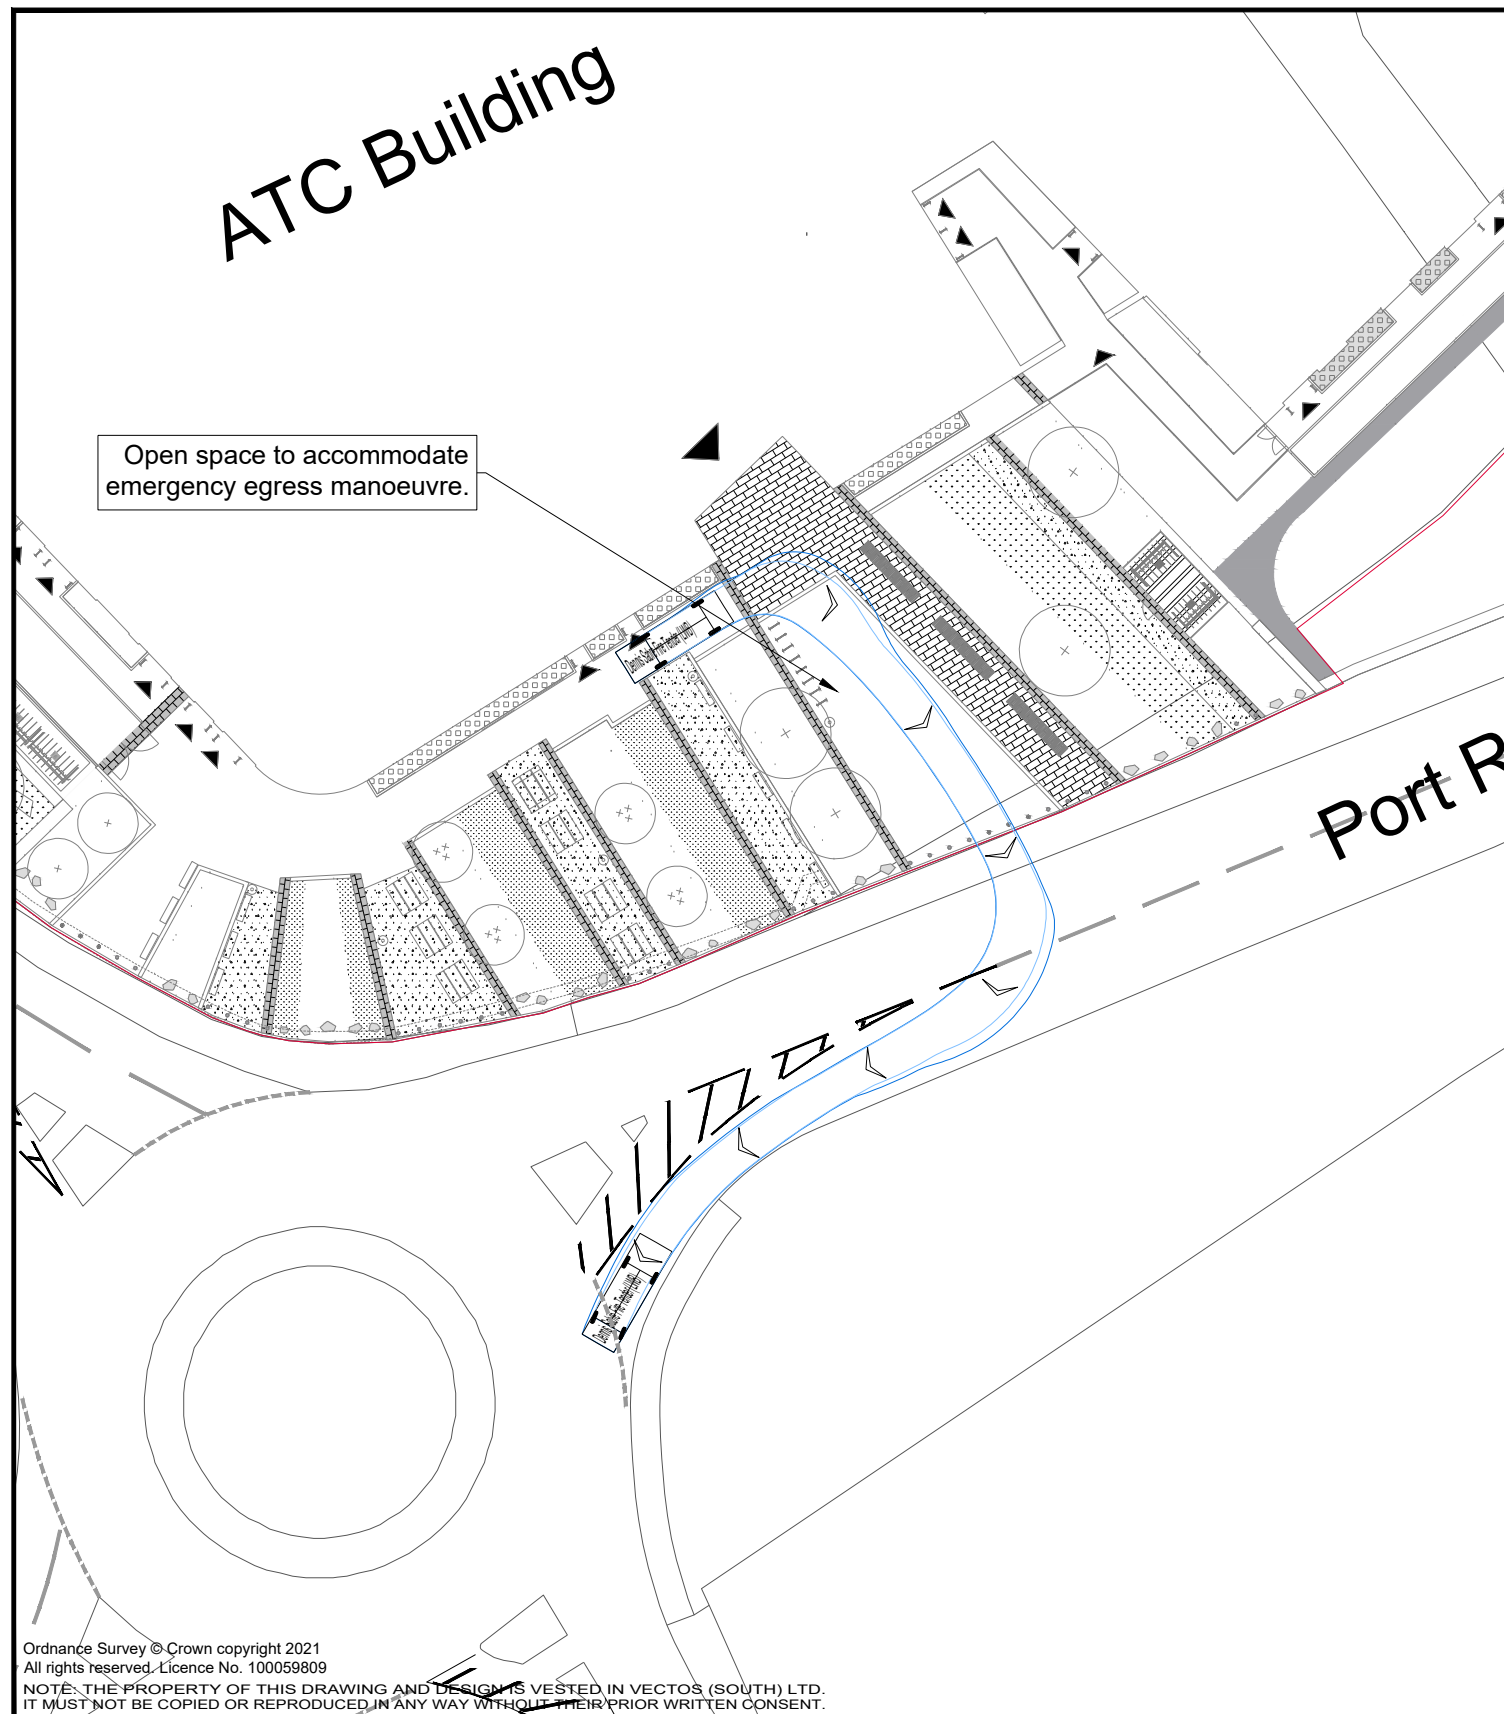 ATC Building
Open space to accommodate
emergency egress manoeuvre.
Port R
Ordnance Survey © Crown copyright 2021
All rights reserved. Licence No. 100059809
NOTE: THE PROPERTY OF THIS DRAWING AND DESIGN IS VESTED IN VECTOS (SOUTH) LTD.
IT MUST NOT BE COPIED OR REPRODUCED IN ANY WAY WITHOUT THEIR PRIOR WRITTEN CONSENT.